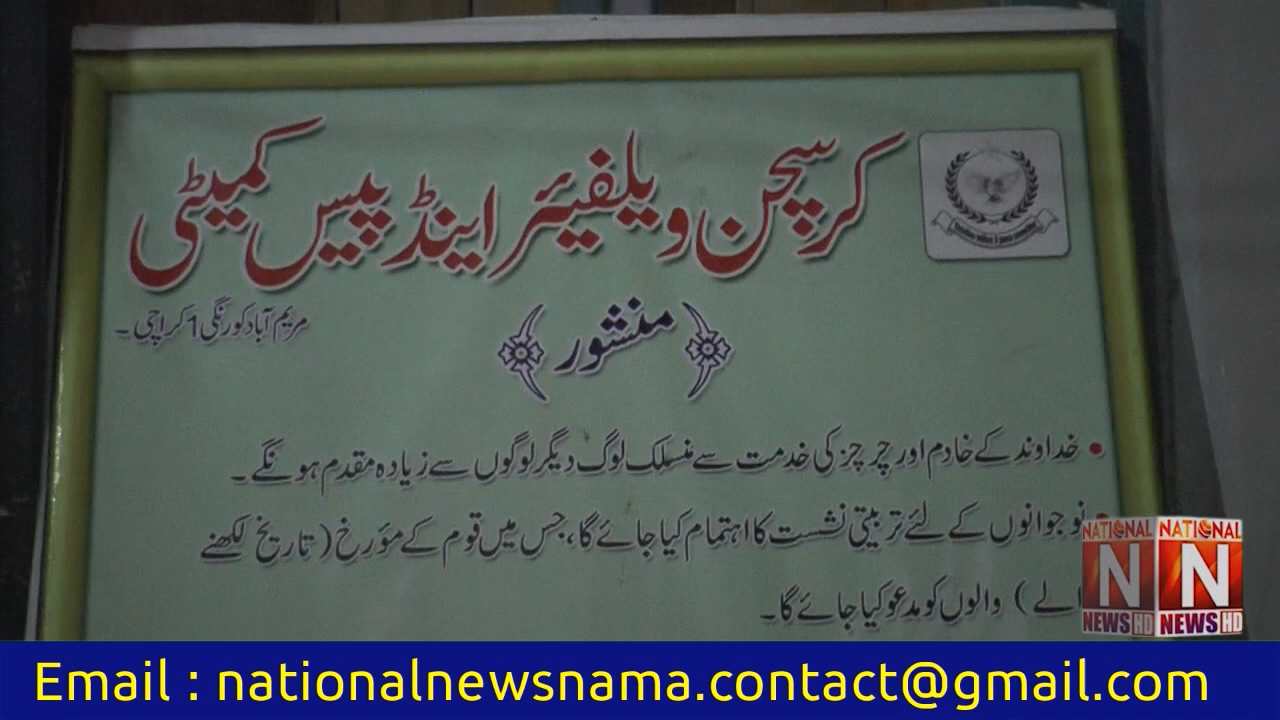 کرسچن ویلفیئر اینڈ پیس کمیٹی
مریم آباد کورنگی 1 کراچی۔
منشور
• خداوند کے خادم اور چرچز کی خدمت سے منسلک لوگ دیگر لوگوں سے زیادہ مقدم ہونگے۔
نوجوانوں کے لئے تربیتی نشست کا اہتمام کیا جائے گا، جس میں قوم کے مؤرخ (تاریخ لکھنے
والے) والوں کو مدعو کیا جائے گا۔
NATIONAL NATIONAL
N N
NEWS HD NEWS HD
Email : nationalnewsnama.contact@gmail.com